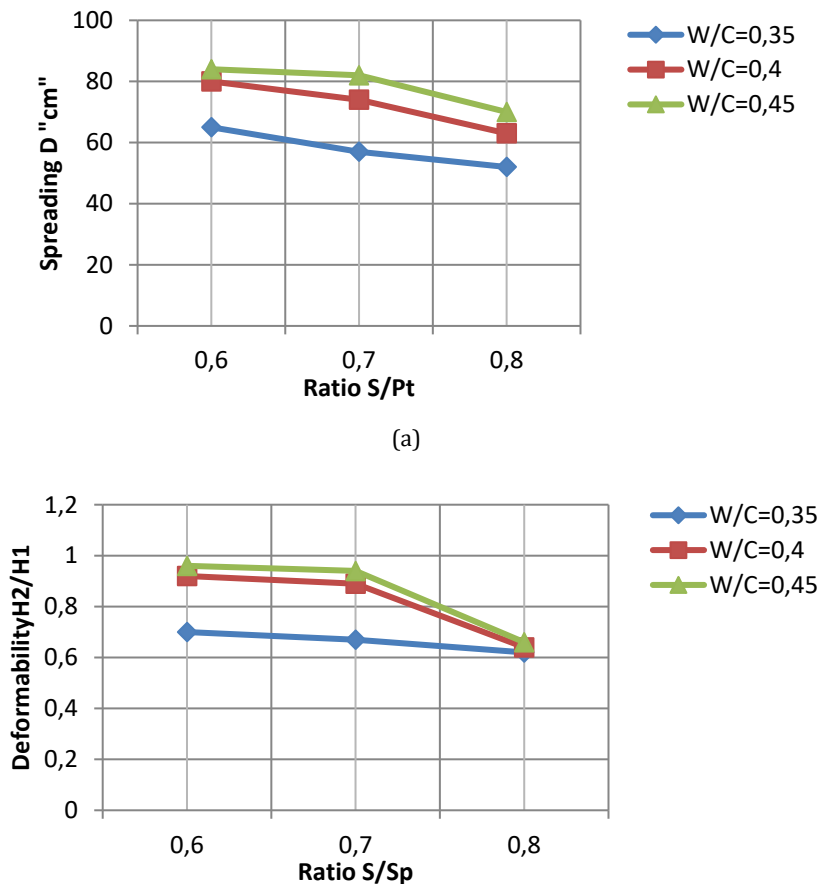 100
80
60
40
20
0
Spreading D "cm"
0,6 0,7 0,8
Ratio S/Pt
W/C=0,35
W/C=0,4
W/C=0,45
(a)
1,2
1
0,8
0,6
0,4
0,2
0
DeformabilityH2/H1
0,6 0,7 0,8
Ratio S/Sp
W/C=0,35
W/C=0,4
W/C=0,45